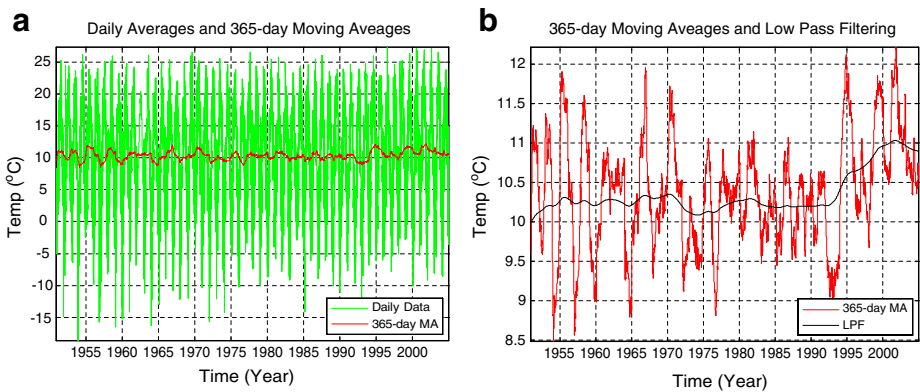 a
Daily Averages and 365-day Moving Aveages
Temp (°C)
25
20
15
10
5
0
-5
-10
-15
1955 1960 1965 1970 1975 1980 1985 1990 1995 2000
Time (Year)
Daily Data
365-day MA
b
365-day Moving Aveages and Low Pass Filtering
Temp (°C)
12
11.5
11
10.5
10
9.5
9
8.5
1955 1960 1965 1970 1975 1980 1985 1990 1995 2000
Time (Year)
365-day MA
LPF